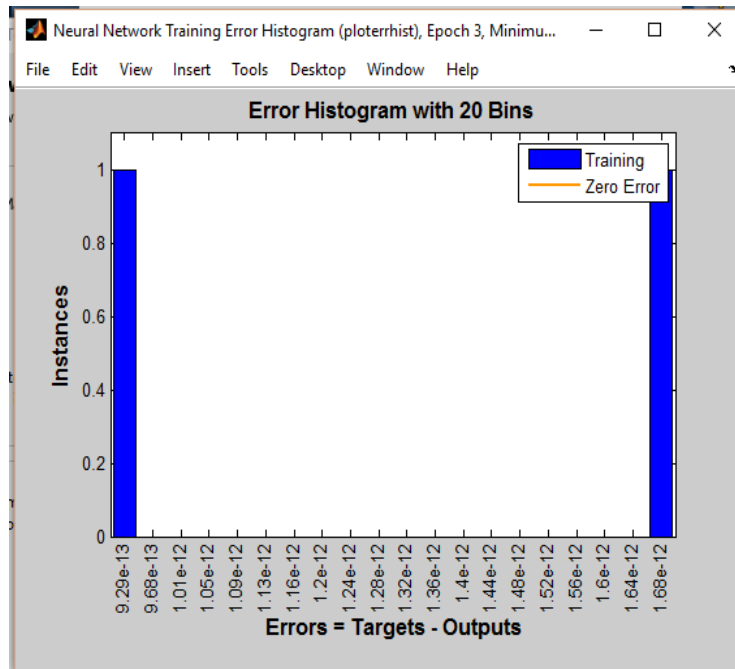 Neural Network Training Error Histogram (ploterrhist), Epoch 3, Minimu...
File Edit View Insert Tools Desktop Window Help
Error Histogram with 20 Bins
Training
Zero Error
1
0.8
0.6
0.4
0.2
0
Instances
9.29e-13
9.68e-13
1.01e-12
1.05e-12
1.09e-12
1.13e-12
1.16e-12
1.2e-12
1.24e-12
1.28e-12
1.32e-12
1.36e-12
1.4e-12
1.44e-12
1.48e-12
1.52e-12
1.56e-12
1.6e-12
1.64e-12
1.68e-12
Errors = Targets - Outputs